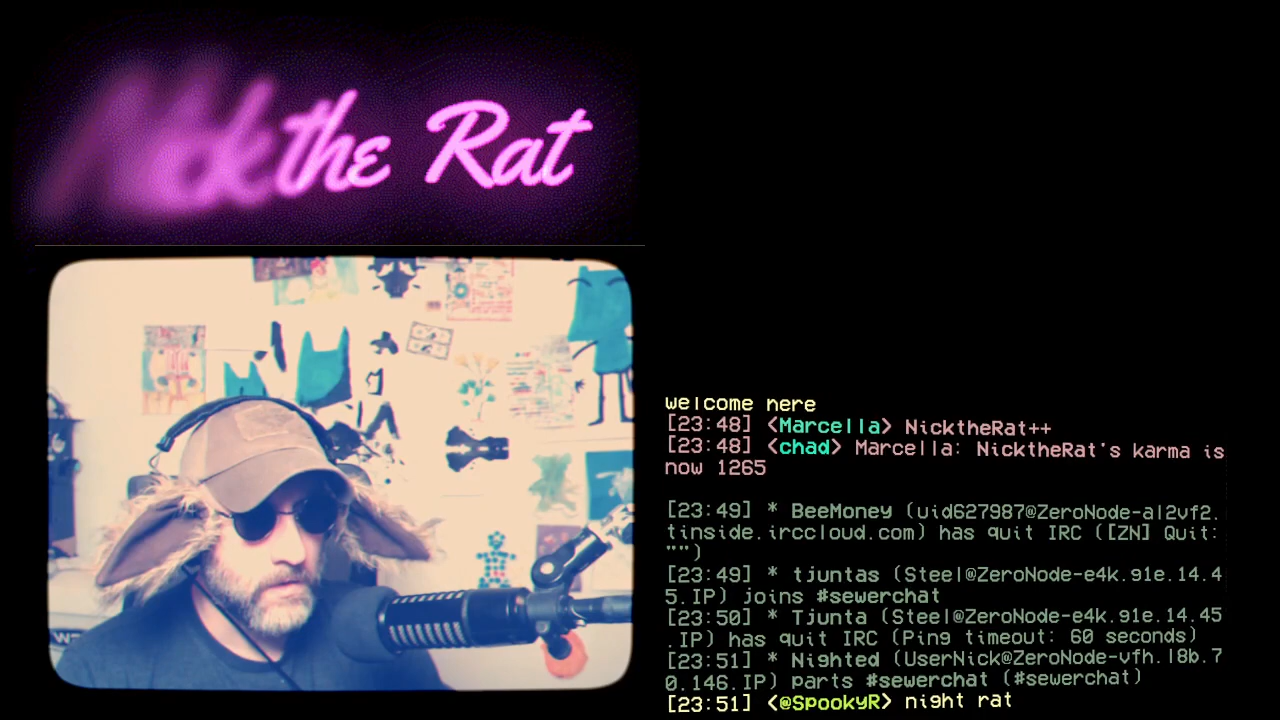 Nick the Rat
welcome here
[23:48] <Marcella> NicktheRat++
[23:48] <chad> Marcella: NicktheRat's karma is
now 1265
[23:49] * BeeMoney (uid627987@ZeroNode-al2vf2.
tinside.irccloud.com) has quit IRC ([ZN] Quit:
"")
[23:49] * tjuntas (Steel@ZeroNode-e4k.91e.14.4
5.IP) joins #sewerchat
[23:50] * Tjunta (Steel@ZeroNode-e4k.91e.14.45
.IP) has quit IRC (Ping timeout: 60 seconds)
[23:51] * Nighted (UserNick@ZeroNode-vfh.l8b.7
0.146.IP) parts #sewerchat (#sewerchat)
[23:51] <@SpookyR> night rat